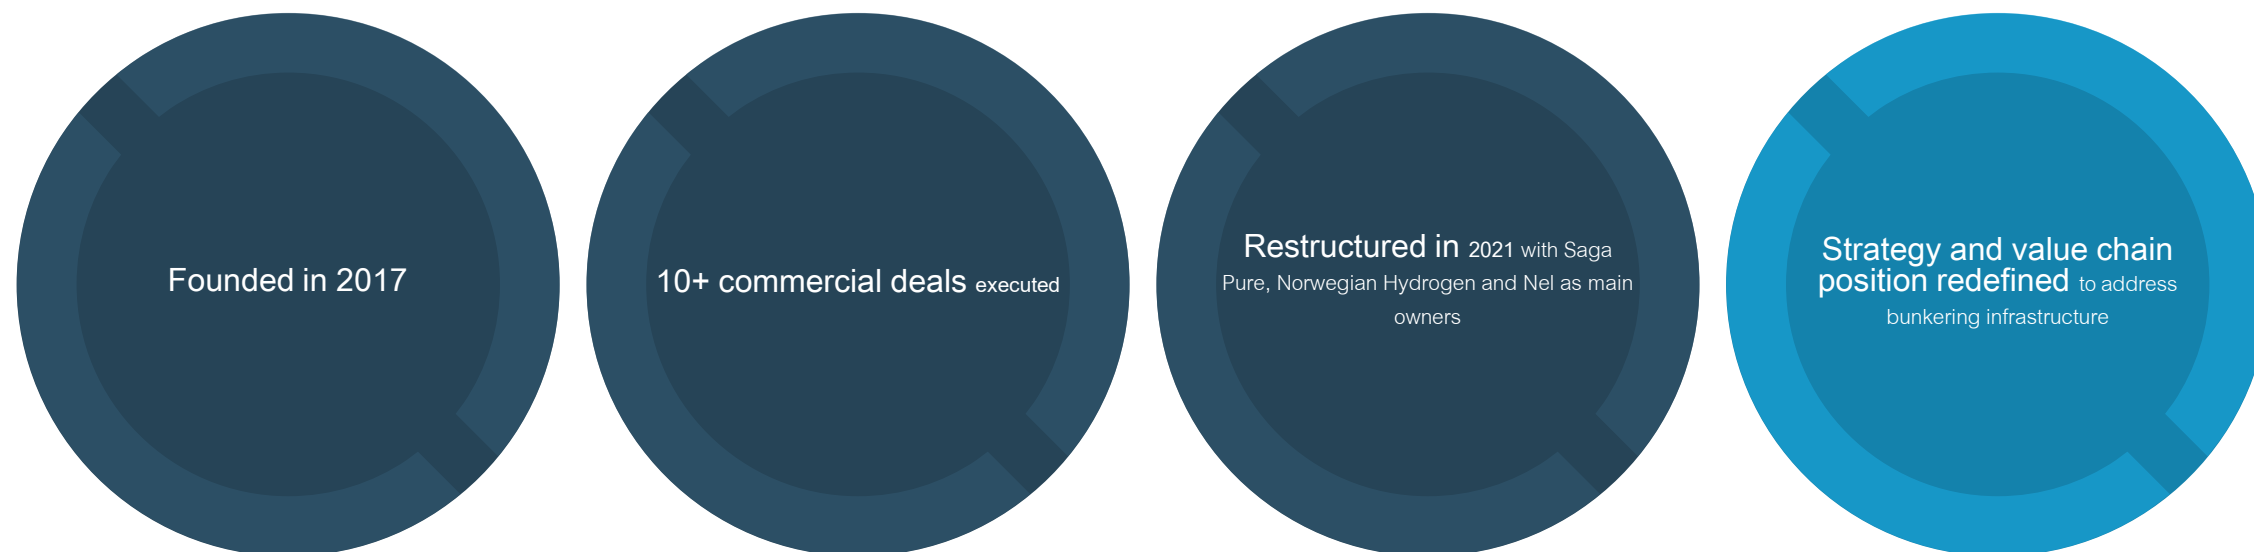 Founded in 2017
10+ commercial deals executed
Restructured in 2021 with Saga
Pure, Norwegian Hydrogen and Nel as main
owners
Strategy and value chain
position redefined to address
bunkering infrastructure